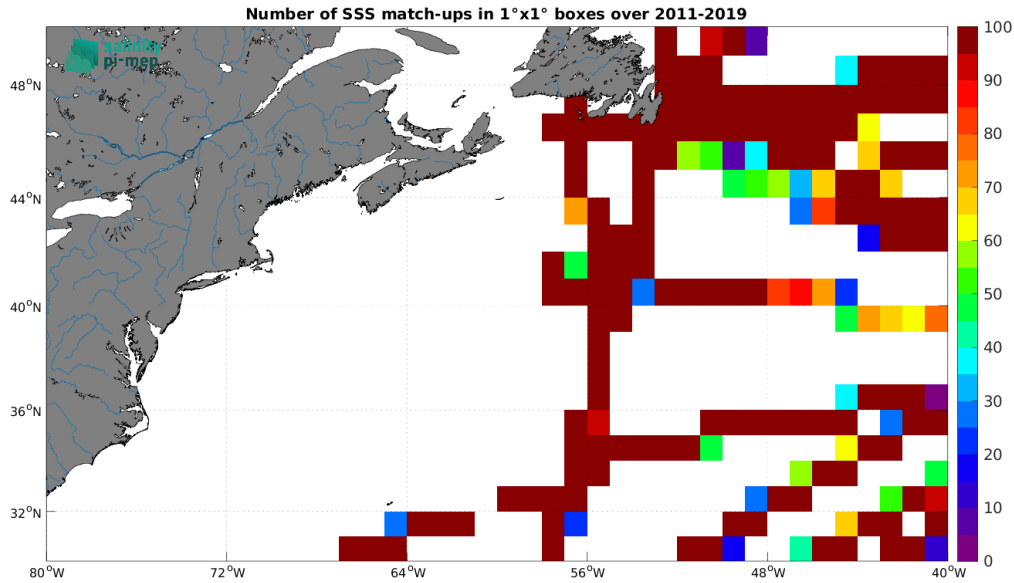 Number of SSS match-ups in 1°x1° boxes over 2011-2019
salinity
pi-mep
48°N
44°N
40°N
36°N
32°N
80°W 72°W 64°W 56°W 48°W 40°W
100
90
80
70
60
50
40
30
20
10
0